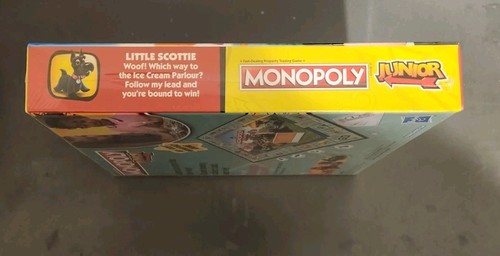 LITTLE SCOTTIE
Woof! Which way to
the Ice Cream Parlour?
Follow my lead and
you're bound to win!
MONOPOLY
JUNIOR